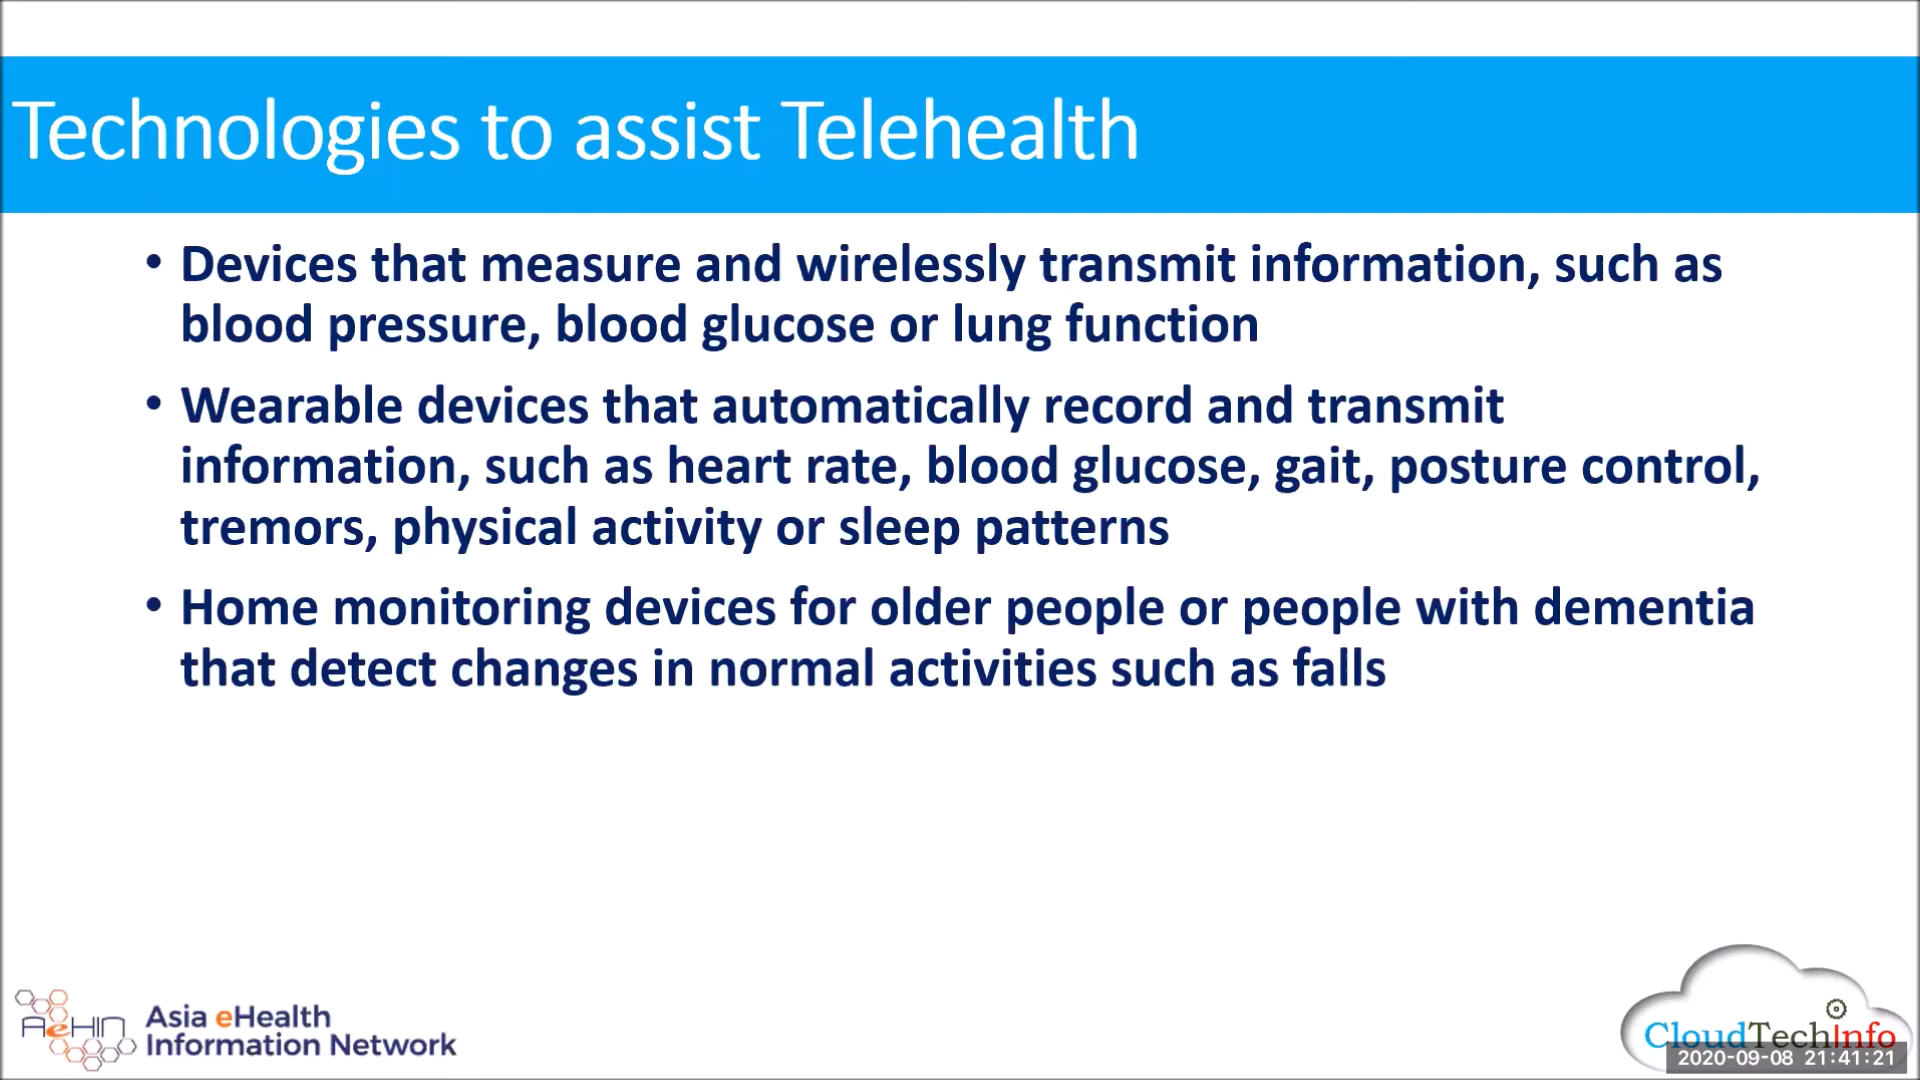 Technologies to assist Telehealth
• Devices that measure and wirelessly transmit information, such as
blood pressure, blood glucose or lung function
• Wearable devices that automatically record and transmit
information, such as heart rate, blood glucose, gait, posture control,
tremors, physical activity or sleep patterns
• Home monitoring devices for older people or people with dementia
that detect changes in normal activities such as falls
AeHIN
Asia eHealth
Information Network
CloudTechInfo
2020-09-08 21:41:21